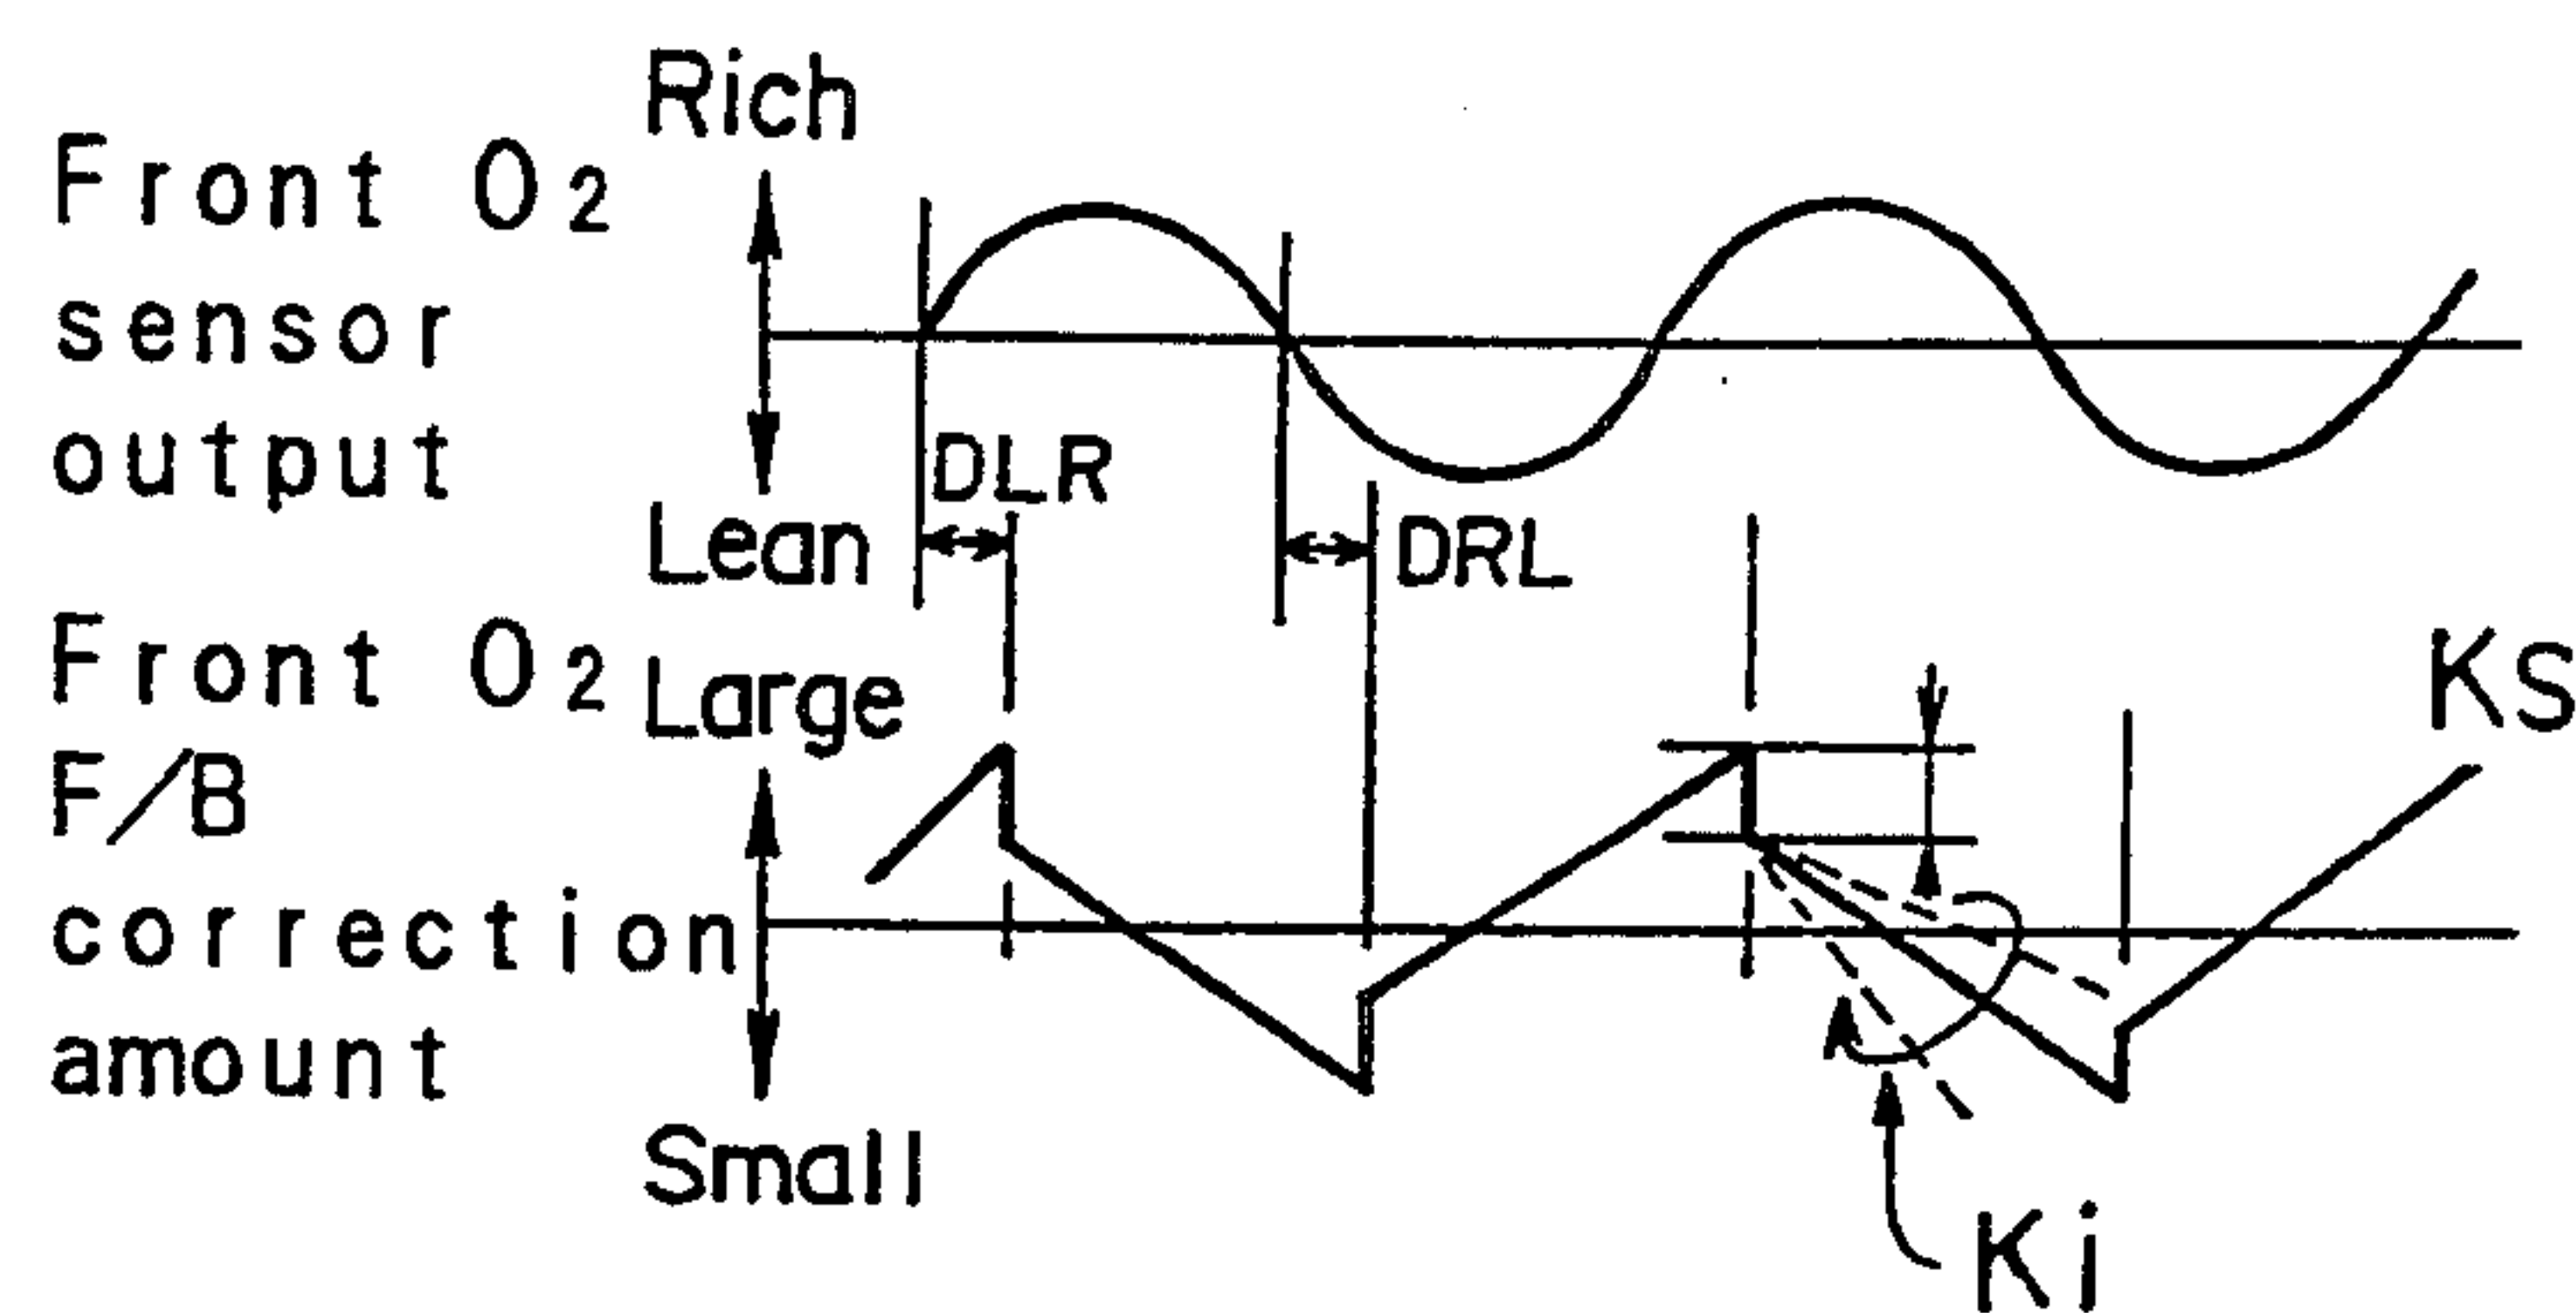 Front O2
sensor
output
Rich
Lean
DLR
DRL
Front O2
F/B
correction
amount
Large
Small
KS
Ki